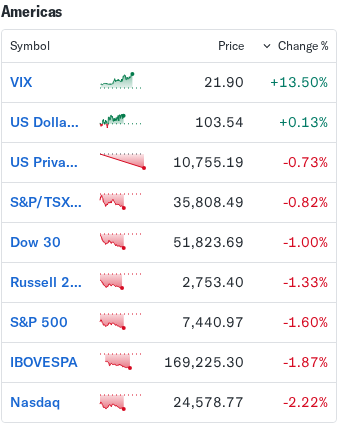 Americas
Symbol Price Change %
VIX 21.90 +13.50%
US Dolla... 103.54 +0.13%
US Priva... 10,755.19 -0.73%
S&P/TSX... 35,808.49 -0.82%
Dow 30 51,823.69 -1.00%
Russell 2... 2,753.40 -1.33%
S&P 500 7,440.97 -1.60%
IBOVESPA 169,225.30 -1.87%
Nasdaq 24,578.77 -2.22%